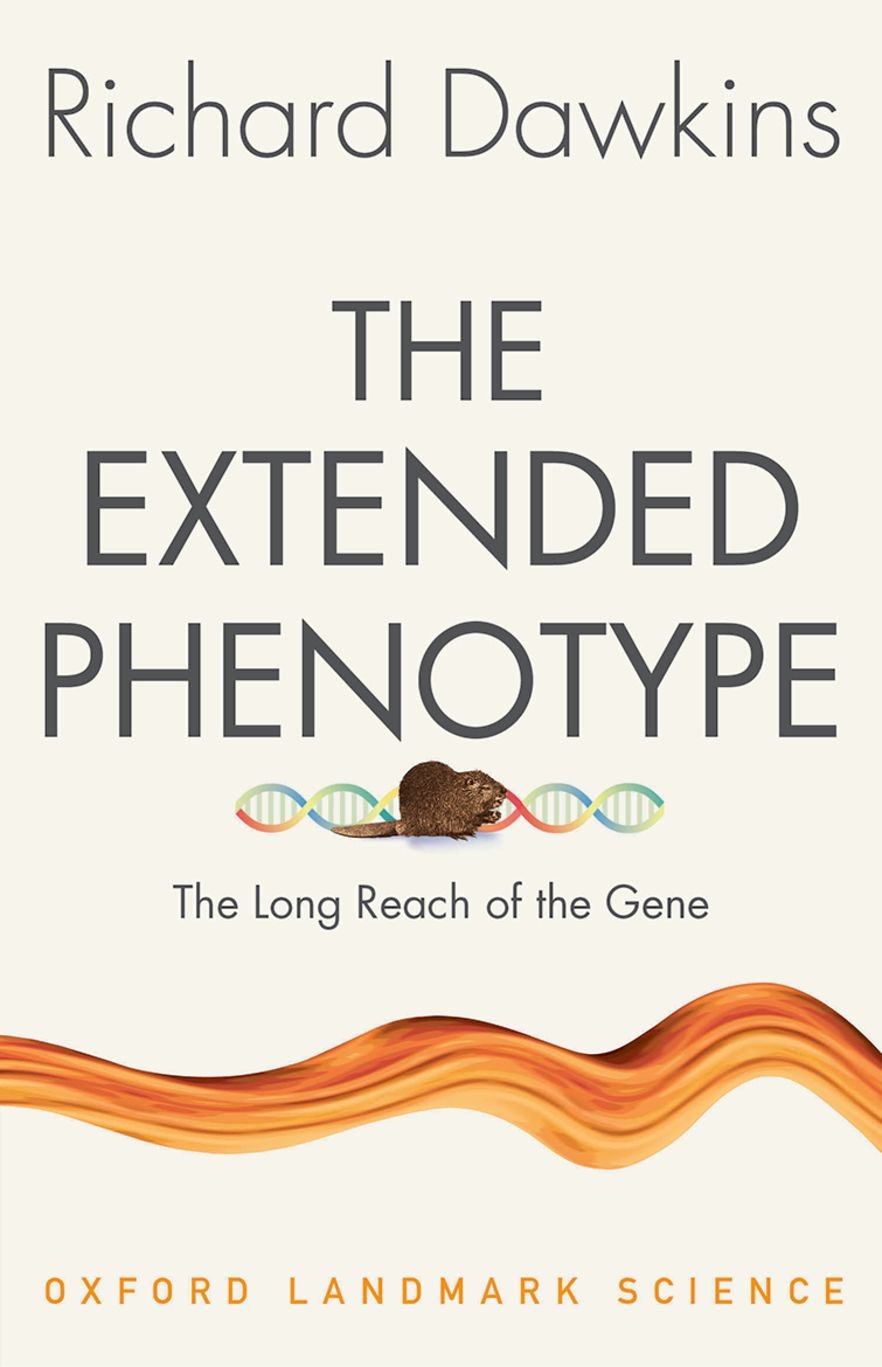 Richard Dawkins
THE
EXTENDED
PHENOTYPE
The Long Reach of the Gene
OXFORD LANDMARK SCIENCE